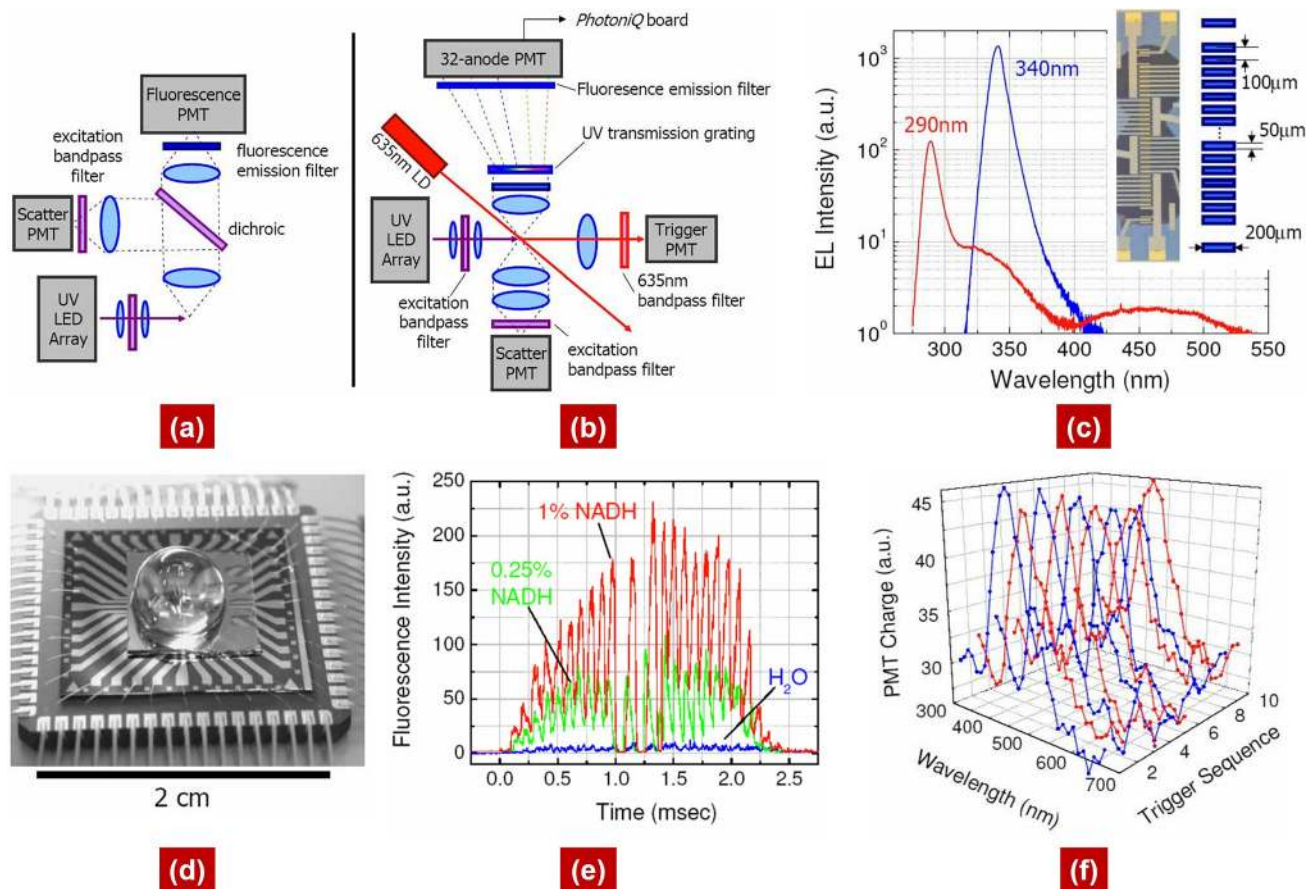 Fluorescence
PMT
excitation
bandpass
filter
fluorescence
emission filter
Scatter
PMT
dichroic
UV
LED
Array
(a)
PhotoniQ board
32-anode PMT
Fluoresence emission filter
UV transmission grating
635nm LD
UV
LED
Array
Trigger
PMT
excitation
bandpass
filter
635nm
bandpass filter
Scatter
PMT
excitation
bandpass filter
(b)
EL Intensity (a.u.)
10³
10²
10¹
10⁰
340nm
290nm
100μm
50μm
200μm
300 350 400 450 500 550
Wavelength (nm)
(c)
2 cm
(d)
Fluorescence Intensity (a.u.)
250
200
150
100
50
0
1% NADH
0.25%
NADH
H₂O
0.0 0.5 1.0 1.5 2.0 2.5
Time (msec)
(e)
PMT Charge (a.u.)
45
40
35
30
300
400
500
600
700
Wavelength (nm)
2
4
6
8
10
Trigger Sequence
(f)